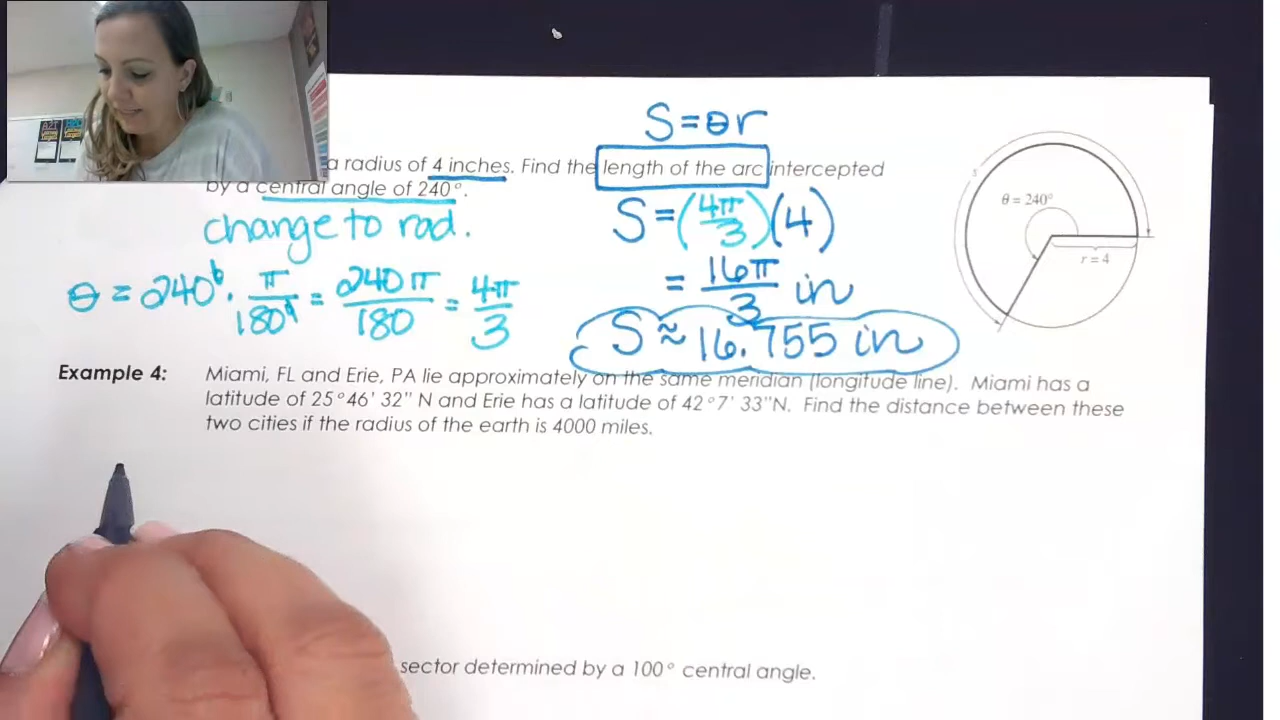 S=θr
a radius of 4 inches. Find the length of the arc intercepted
by a central angle of 240°.
change to rad.
S=(4π/3)(4)
= 16π/3 in
θ = 240° · π/180° = 240π/180 = 4π/3
S≈16.755 in
θ = 240°
r = 4
s
Example 4: Miami, FL and Erie, PA lie approximately on the same meridian (longitude line). Miami has a
latitude of 25°46' 32" N and Erie has a latitude of 42°7' 33"N. Find the distance between these
two cities if the radius of the earth is 4000 miles.
sector determined by a 100° central angle.